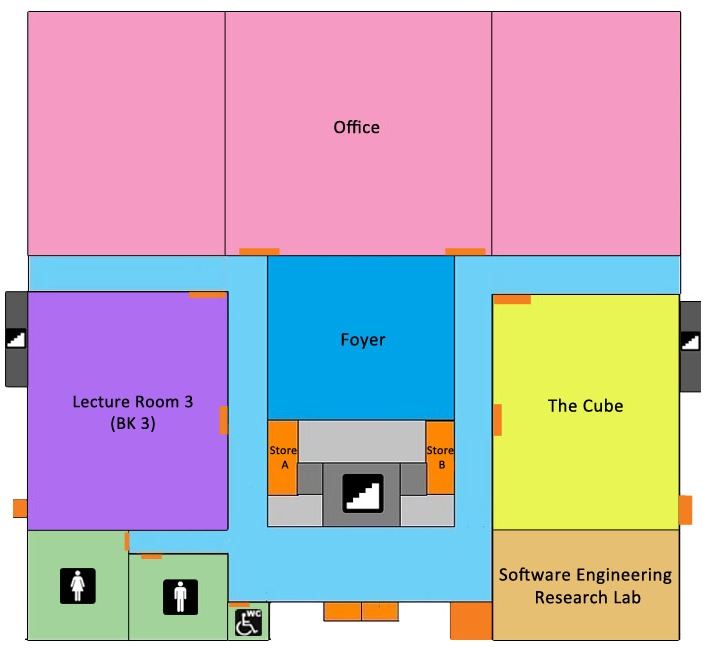 Office
Foyer
Lecture Room 3
(BK 3)
The Cube
Store
A
Store
B
Software Engineering
Research Lab
WC